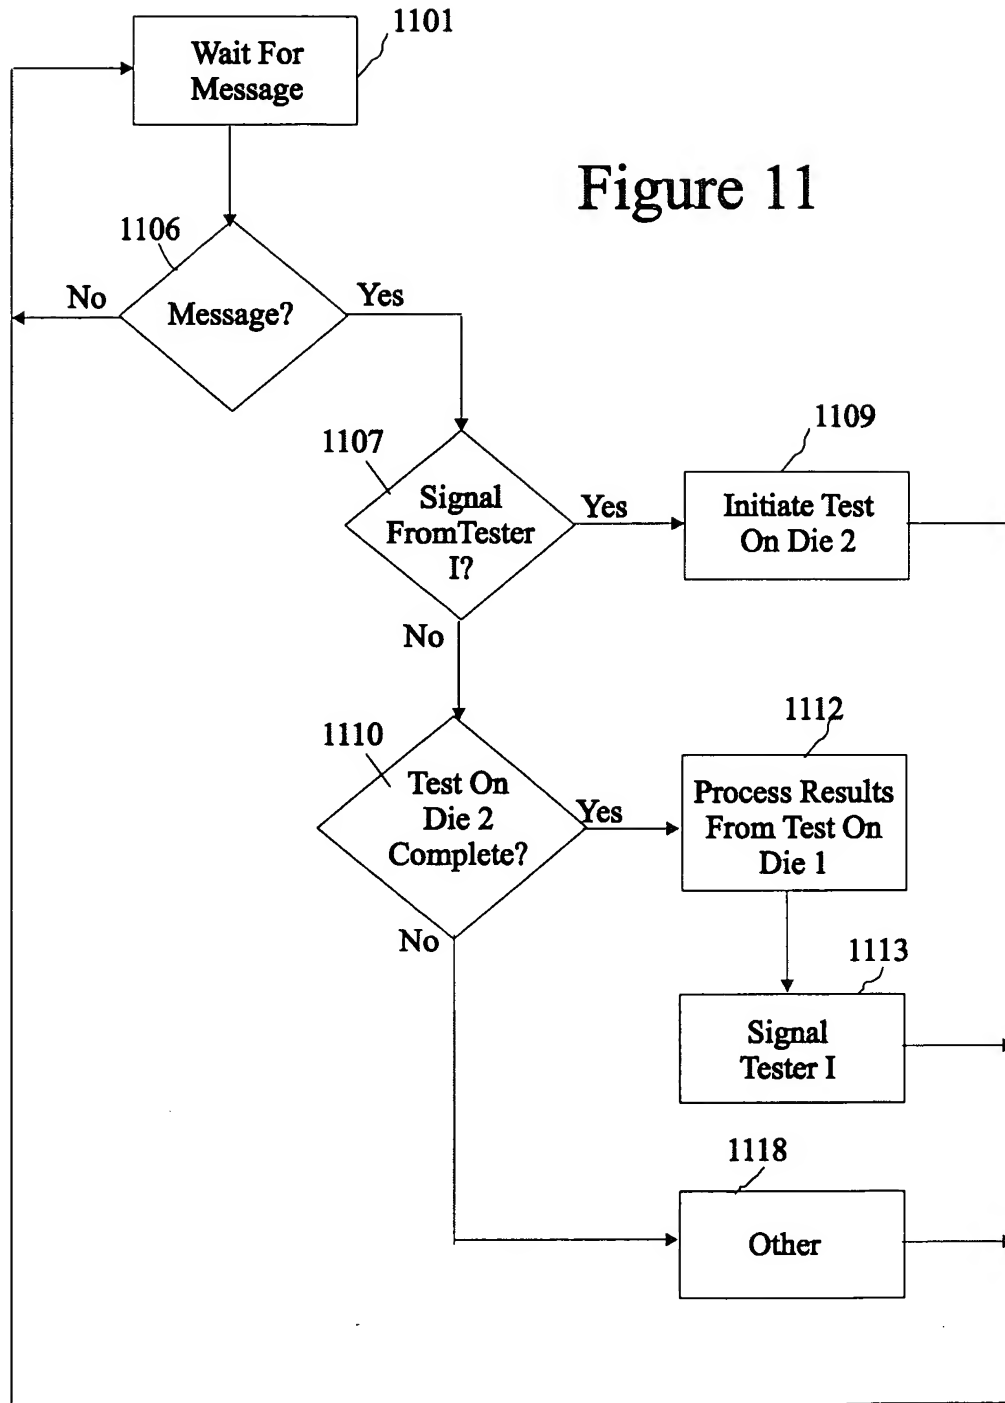 1101
Wait For
Message
Figure 11
1106
No
Message?
Yes
1107
Signal
FromTester
I?
Yes
1109
Initiate Test
On Die 2
No
1110
Test On
Die 2
Complete?
Yes
1112
Process Results
From Test On
Die 1
No
1113
Signal
Tester I
1118
Other